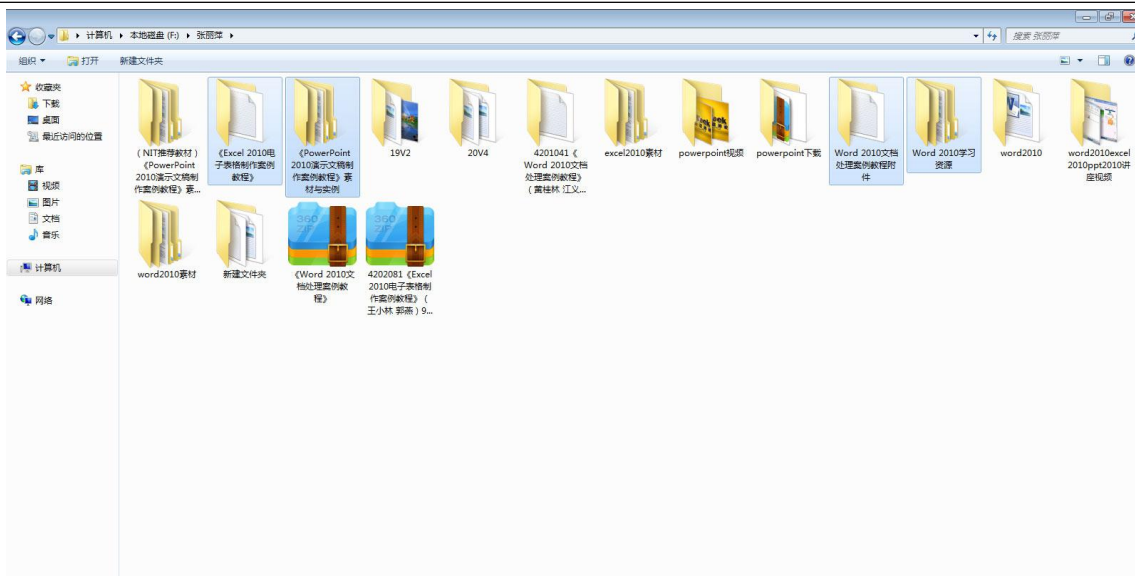 计算机 ▸ 本地磁盘 (F:) ▸ 张丽萍 ▸
搜索 张丽萍
组织 打开 新建文件夹
收藏夹
下载
桌面
最近访问的位置
库
视频
图片
文档
音乐
计算机
网络
(NIT推荐教材)
《PowerPoint
2010演示文稿制
作案例教程》素...
《Excel 2010电
子表格制作案例
教程》
《PowerPoint
2010演示文稿制
作案例教程》素
材与实例
19V2
20V4
4201041《
Word 2010文档
处理案例教程》
(黄桂林 江义...
excel2010素材
powerpoint视频
powerpoint下载
Word 2010文档
处理案例教程附
件
Word 2010学习
资源
word2010
word2010excel
2010ppt2010讲
座视频
word2010素材
新建文件夹
360
ZIP
《Word 2010文
档处理案例教
程》
360
ZIP
4202081《Excel
2010电子表格制
作案例教程》(
王小林 郭燕)9...